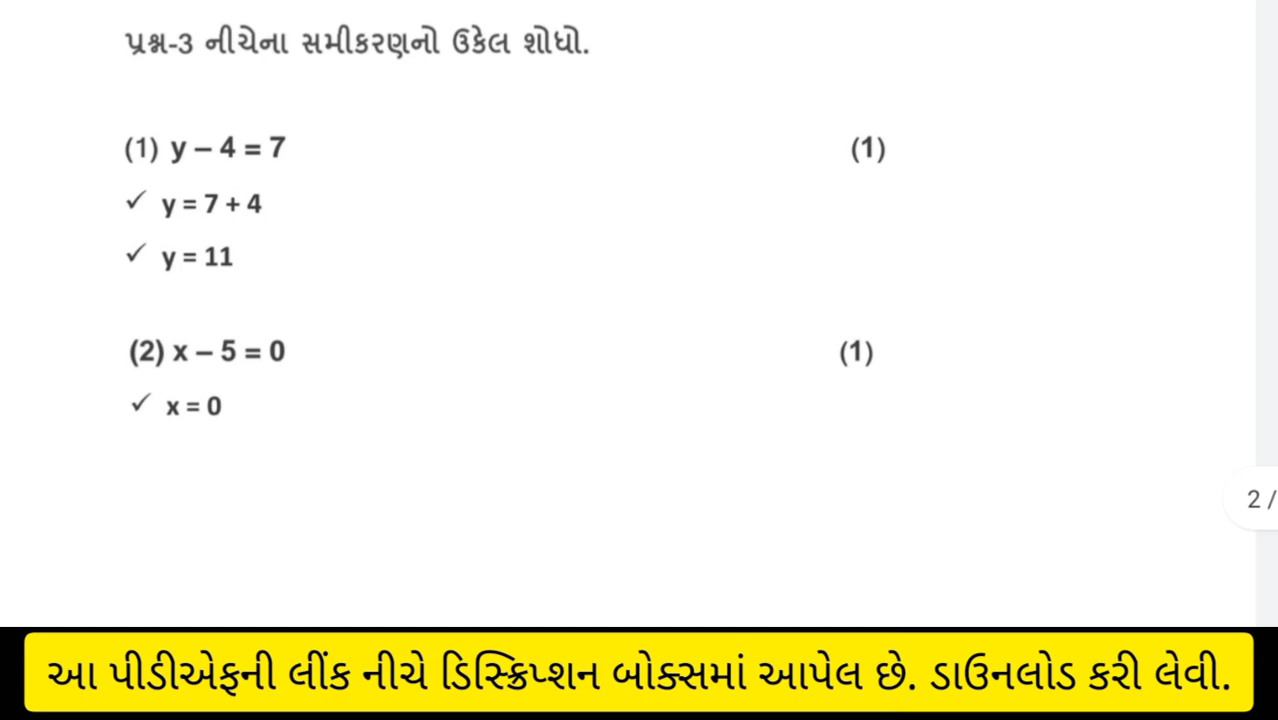 પ્રશ્ન-3 નીચેના સમીકરણનો ઉકેલ શોધો.
(1) y – 4 = 7 (1)
✓ y = 7 + 4
✓ y = 11
(2) x – 5 = 0 (1)
✓ x = 0
2 /
આ પીડીએફની લીંક નીચે ડિસ્ક્રિપ્શન બોક્સમાં આપેલ છે. ડાઉનલોડ કરી લેવી.